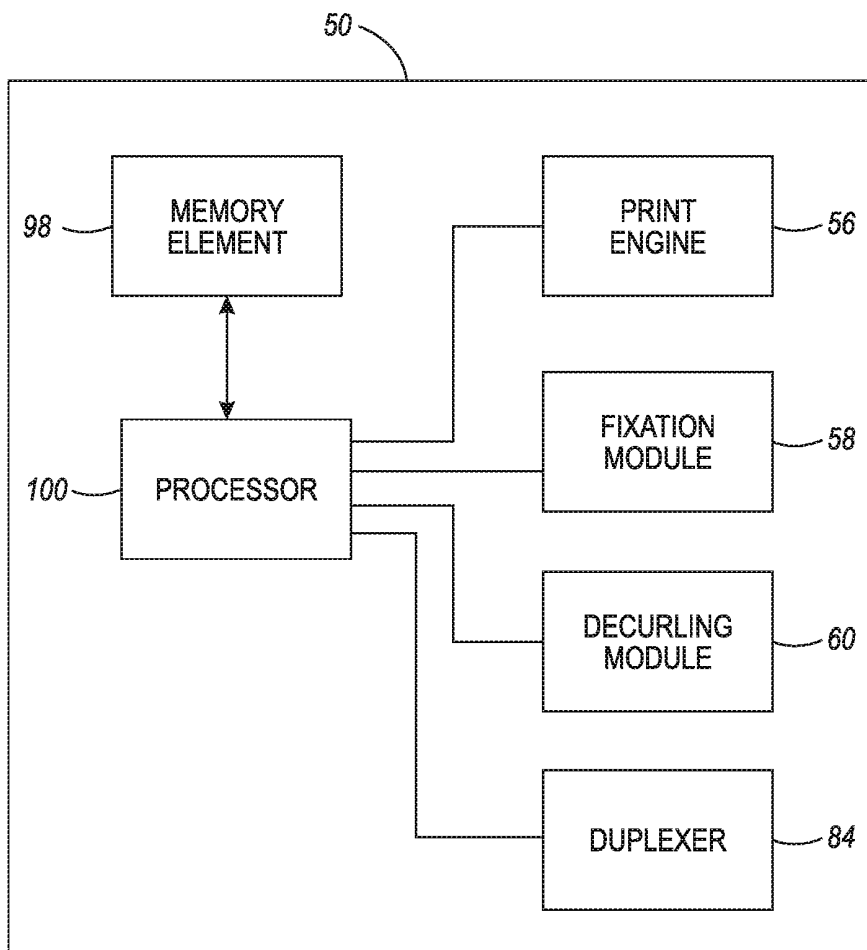 50
MEMORY
ELEMENT
98
PRINT
ENGINE
56
FIXATION
MODULE
58
PROCESSOR
100
DECURLING
MODULE
60
DUPLEXER
84